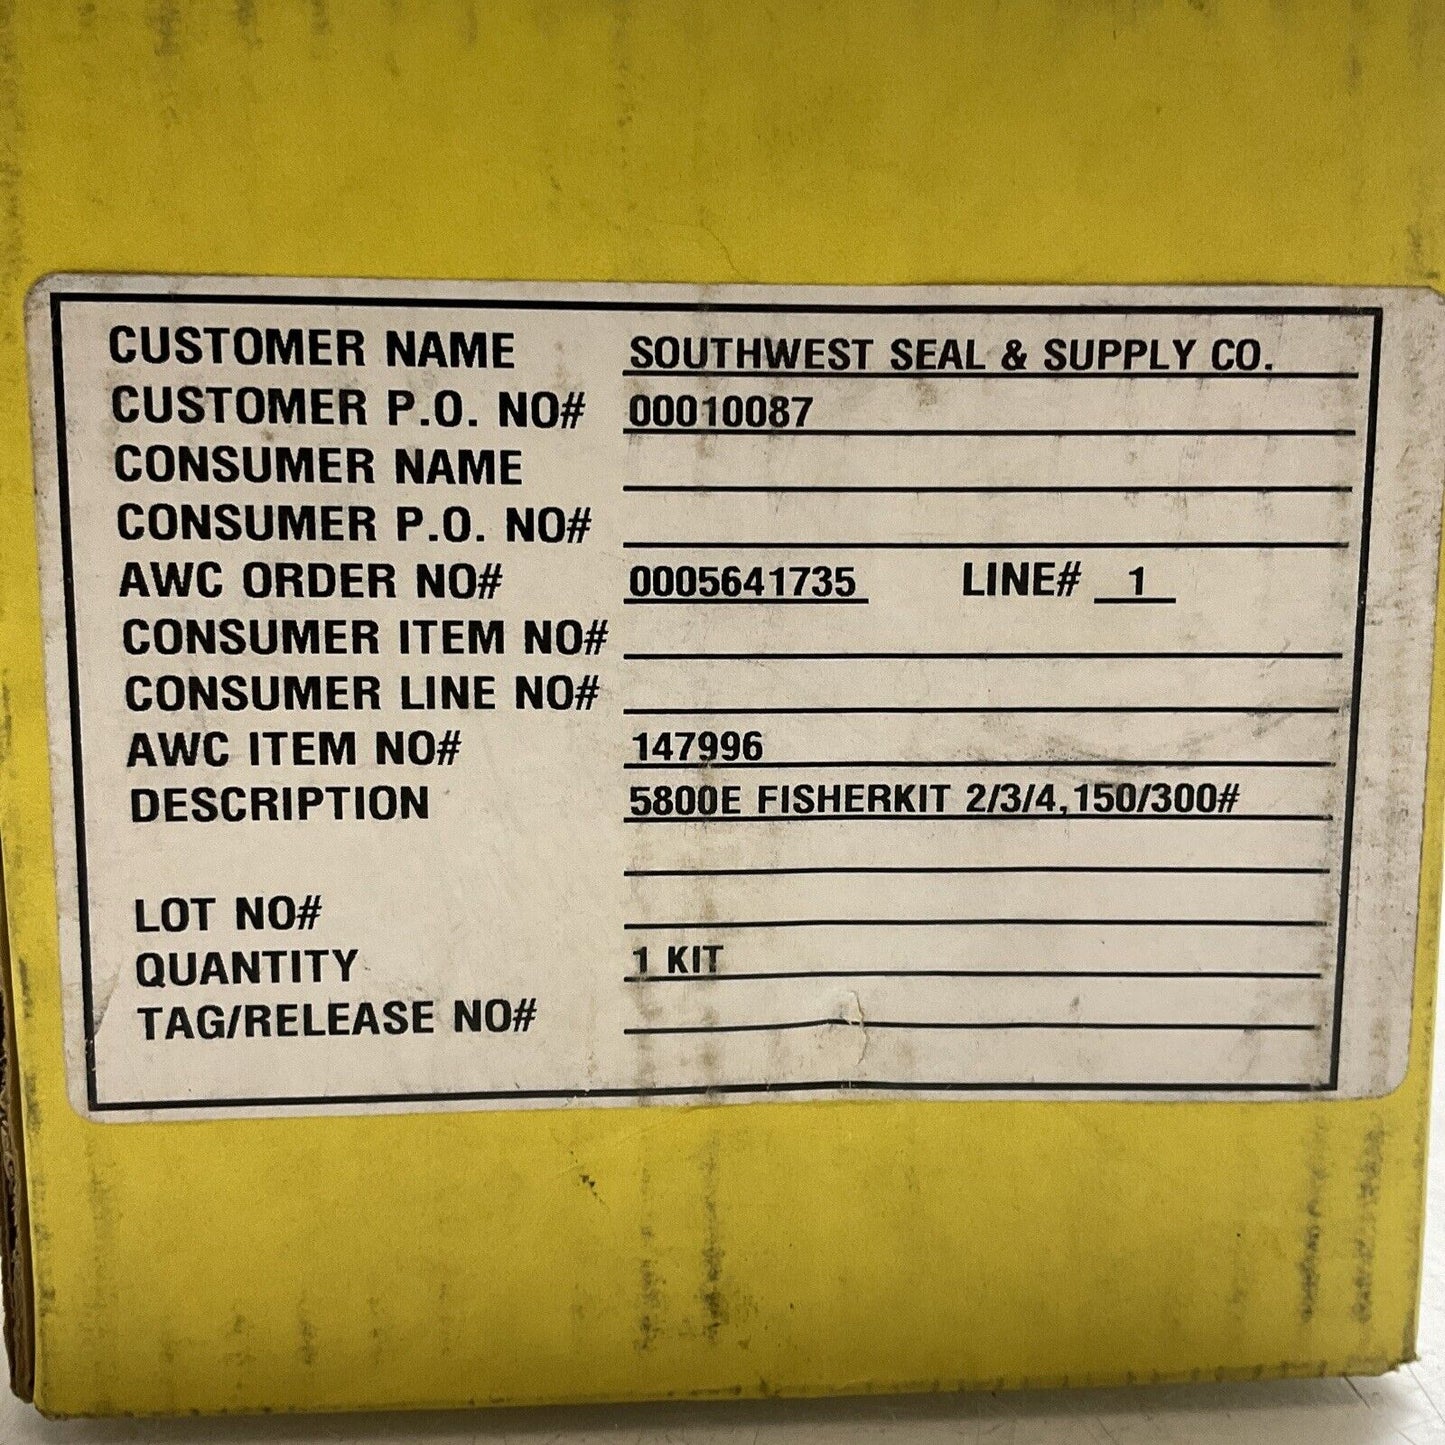 CUSTOMER NAME SOUTHWEST SEAL & SUPPLY CO.
CUSTOMER P.O. NO# 00010087
CONSUMER NAME
CONSUMER P.O. NO#
AWC ORDER NO# 0005641735 LINE# 1
CONSUMER ITEM NO#
CONSUMER LINE NO#
AWC ITEM NO# 147996
DESCRIPTION 5800E FISHERKIT 2/3/4,150/300#
LOT NO#
QUANTITY 1 KIT
TAG/RELEASE NO#